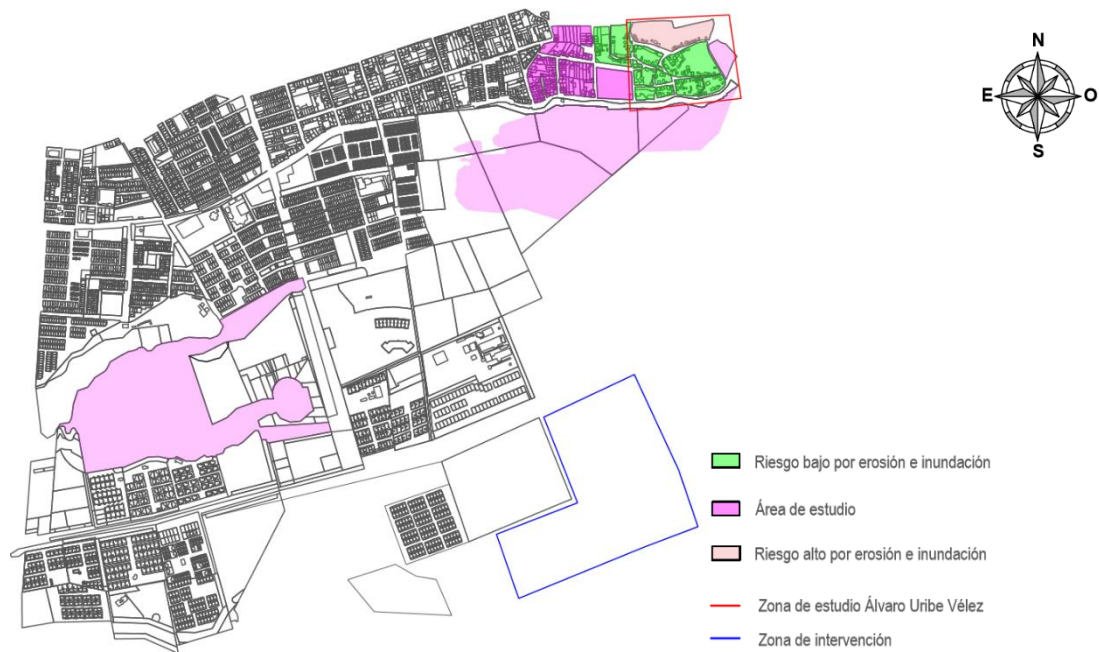 N
E O
S
Riesgo bajo por erosión e inundación
Área de estudio
Riesgo alto por erosión e inundación
Zona de estudio Álvaro Uribe Vélez
Zona de intervención